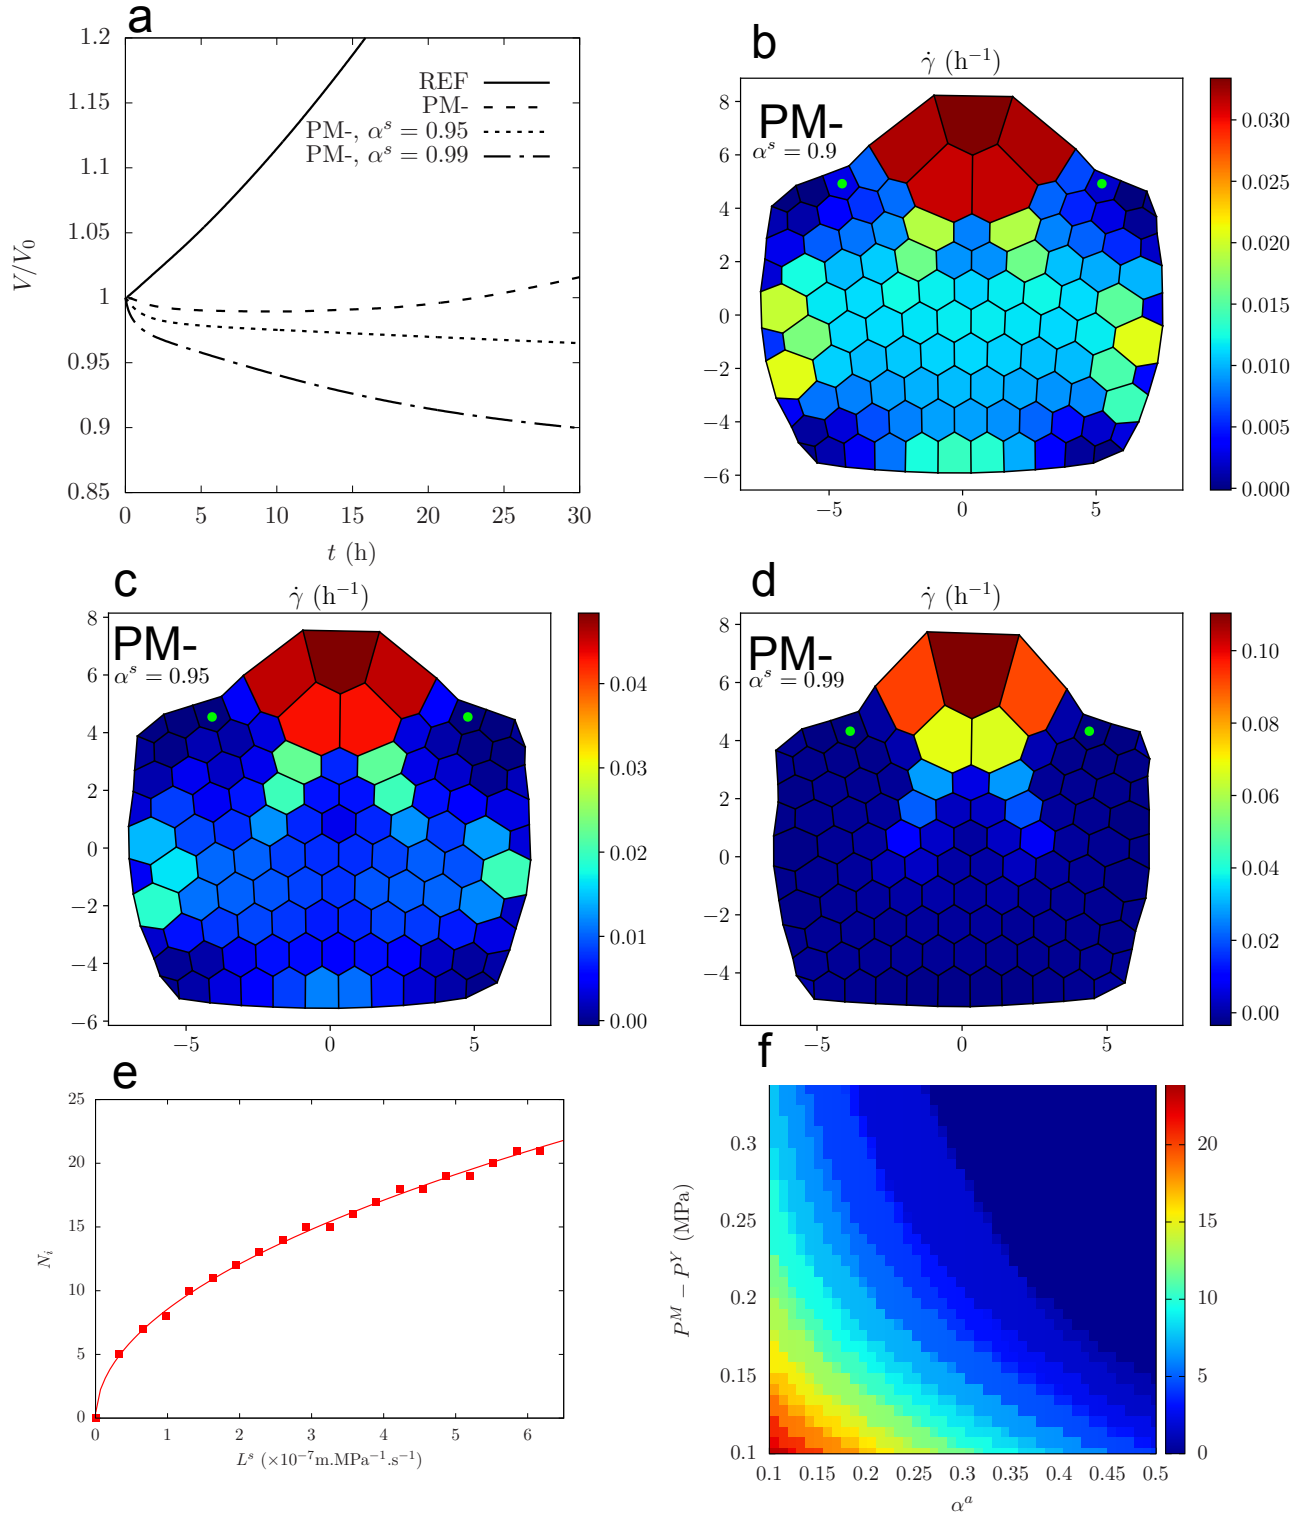 a
1.2
1.15
1.1
1.05
1
0.95
0.9
0.85
V/V₀
REF
PM-
PM-, αˢ = 0.95
PM-, αˢ = 0.99
0 5 10 15 20 25 30
t (h)
b
γ̇ (h⁻¹)
PM-
αˢ = 0.9
8
6
4
2
0
−2
−4
−6
−5 0 5
0.030
0.025
0.020
0.015
0.010
0.005
0.000
c
γ̇ (h⁻¹)
PM-
αˢ = 0.95
8
6
4
2
0
−2
−4
−6
−5 0 5
0.04
0.03
0.02
0.01
0.00
d
γ̇ (h⁻¹)
PM-
αˢ = 0.99
8
6
4
2
0
−2
−4
−5 0 5
0.10
0.08
0.06
0.04
0.02
0.00
e
25
20
15
10
5
0
Nᵢ
0 1 2 3 4 5 6
Lˢ (×10⁻⁷m.MPa⁻¹.s⁻¹)
f
0.3
0.25
0.2
0.15
0.1
Pᴹ − Pʸ (MPa)
0.1 0.15 0.2 0.25 0.3 0.35 0.4 0.45 0.5
αᵃ
20
15
10
5
0